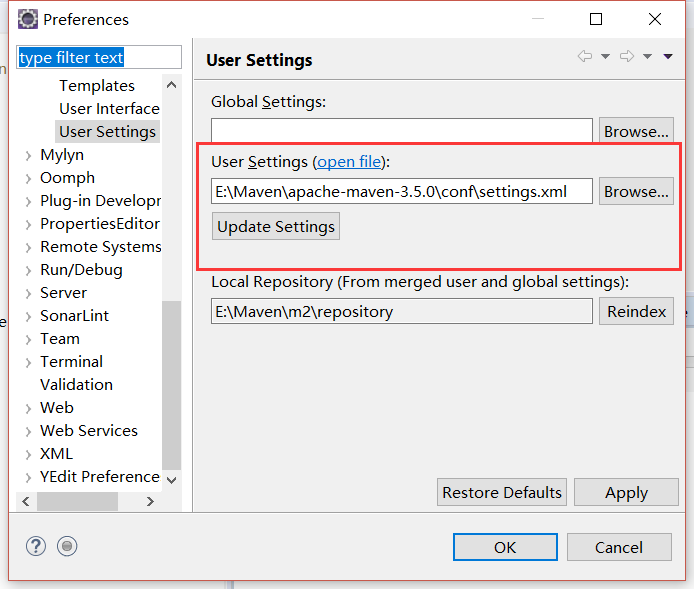 Preferences
type filter text
Templates
User Interface
User Settings
Mylyn
Oomph
Plug-in Developr
PropertiesEditor
Remote Systems
Run/Debug
Server
SonarLint
Team
Terminal
Validation
Web
Web Services
XML
YEdit Preference
User Settings
Global Settings:
Browse...
User Settings (open file):
E:\Maven\apache-maven-3.5.0\conf\settings.xml
Browse...
Update Settings
Local Repository (From merged user and global settings):
E:\Maven\m2\repository
Reindex
Restore Defaults
Apply
?
OK
Cancel